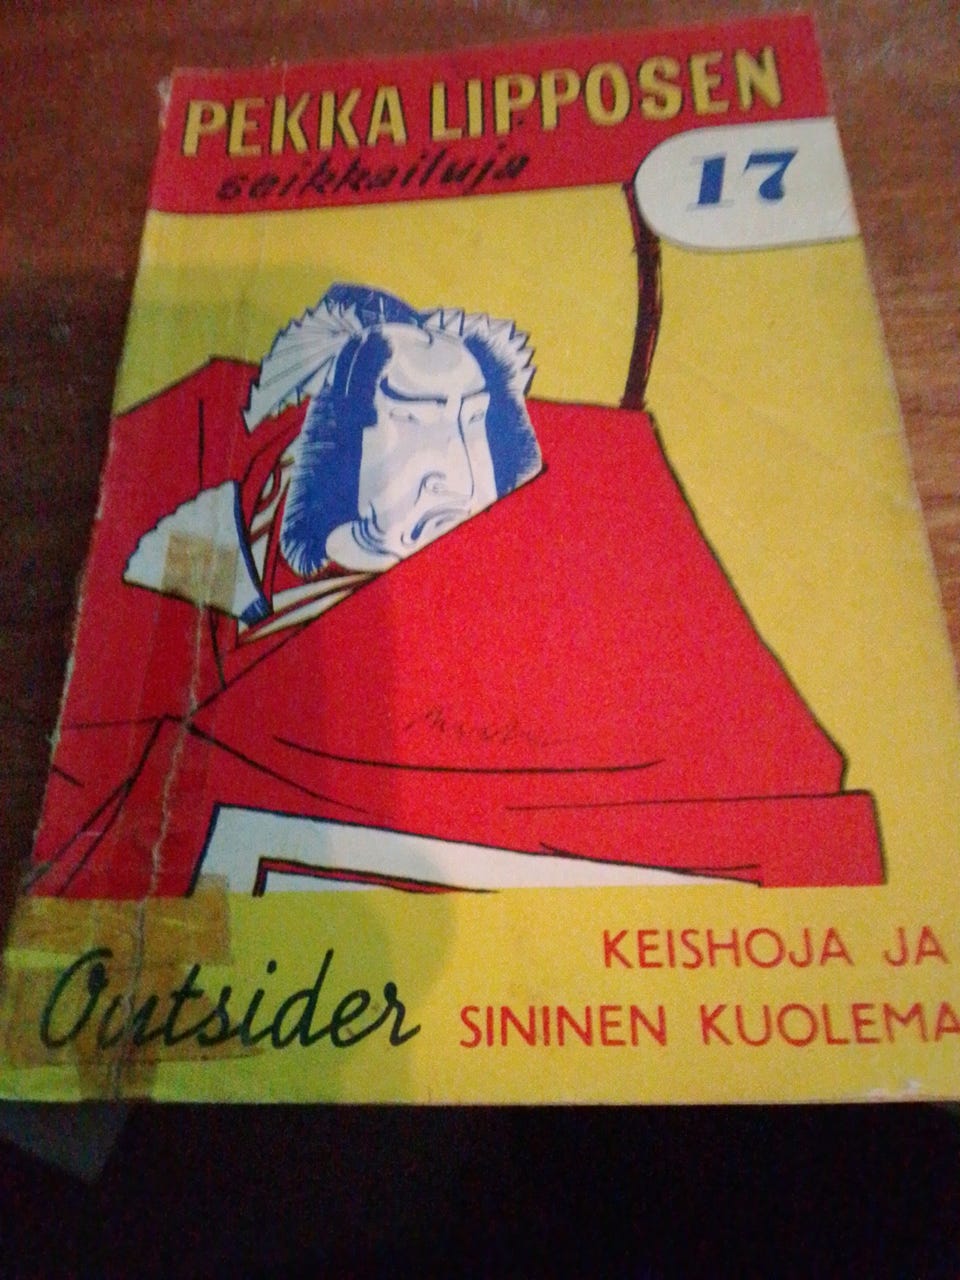 PEKKA LIPPOSEN
seikkailuja
17
Outsider
KEISHOJA JA
SININEN KUOLEMA